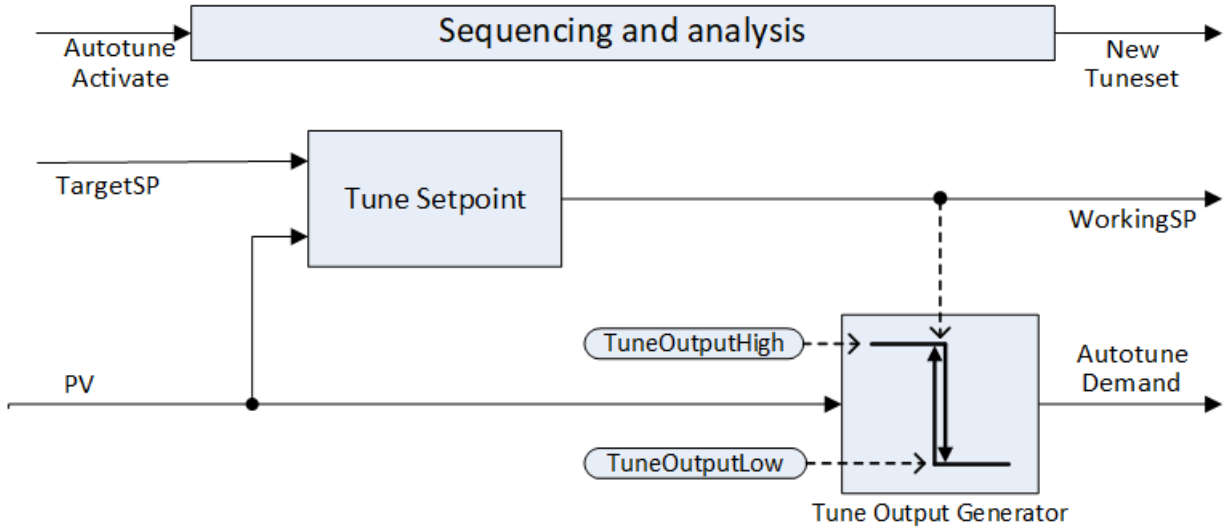 Sequencing and analysis
Autotune
Activate
New
Tuneset
TargetSP
Tune Setpoint
WorkingSP
TuneOutputHigh
PV
Autotune
Demand
TuneOutputLow
Tune Output Generator